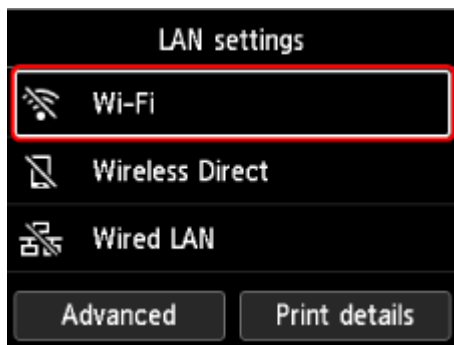 LAN settings
Wi-Fi
Wireless Direct
Wired LAN
Advanced
Print details